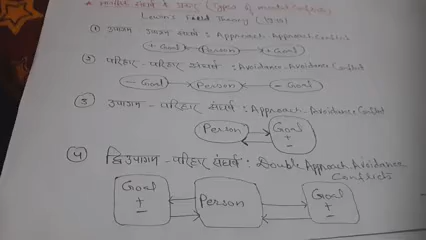 * मानसिक संघर्ष के प्रकार (Types of mental conflicts)
Lewin's Field Theory
① उपागम - उपागम संघर्ष : Approach-Approach Conflict
+ Goal Person + Goal
② परिहार - परिहार संघर्ष : Avoidance-Avoidance Conflict
- Goal Person - Goal
③ उपागम - परिहार संघर्ष : Approach-Avoidance Conflict
Person Goal
+
-
④ द्वि उपागम - परिहार संघर्ष : Double Approach Avoidance
Conflicts
Goal Person Goal
± ±